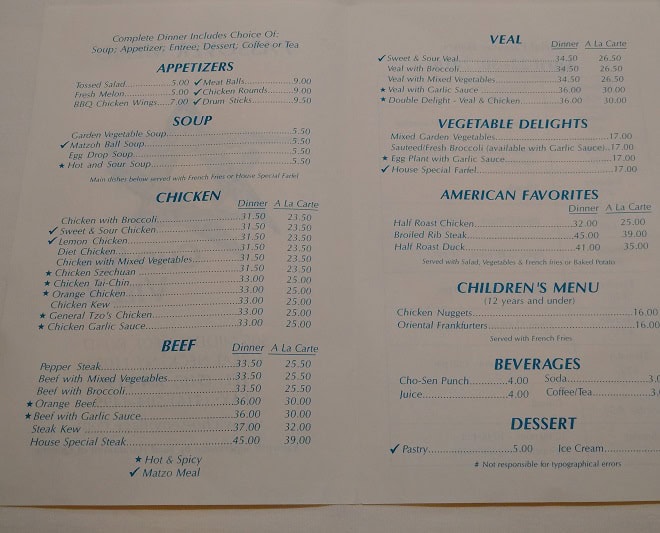 Complete Dinner Includes Choice Of:
Soup; Appetizer; Entree; Dessert; Coffee or Tea
APPETIZERS
Tossed Salad..........5.00 ✓Meat Balls..........9.00
Fresh Melon..........5.00 ✓Chicken Rounds..........9.00
BBQ Chicken Wings....7.00 ✓Drum Sticks..........9.50
SOUP
Garden Vegetable Soup..........5.50
✓Matzoh Ball Soup..........5.50
Egg Drop Soup..........5.50
★Hot and Sour Soup..........5.50
Main dishes below served with French Fries or House Special Farfel
CHICKEN
Dinner A La Carte
Chicken with Broccoli..........31.50 23.50
✓Sweet & Sour Chicken..........31.50 23.50
✓Lemon Chicken..........31.50 23.50
Diet Chicken..........31.50 23.50
Chicken with Mixed Vegetables..........31.50 23.50
★Chicken Szechuan..........31.50 23.50
★Chicken Tai-Chin..........33.00 25.00
★Orange Chicken..........33.00 25.00
Chicken Kew..........33.00 25.00
★General Tzo's Chicken..........33.00 25.00
★Chicken Garlic Sauce..........33.00 25.00
BEEF
Dinner A La Carte
Pepper Steak..........33.50 25.50
Beef with Mixed Vegetables..........33.50 25.50
Beef with Broccoli..........33.50 25.50
★Orange Beef..........36.00 30.00
★Beef with Garlic Sauce..........36.00 30.00
Steak Kew..........37.00 32.00
House Special Steak..........45.00 39.00
★ Hot & Spicy
✓ Matzo Meal
VEAL
Dinner A La Carte
✓Sweet & Sour Veal..........34.50 26.50
Veal with Broccoli..........34.50 26.50
Veal with Mixed Vegetables..........34.50 26.50
★Veal with Garlic Sauce..........36.00 30.00
★Double Delight - Veal & Chicken..........36.00 30.00
VEGETABLE DELIGHTS
Mixed Garden Vegetables..........17.00
Sauteed/Fresh Broccoli (available with Garlic Sauce)..17.00
★ Egg Plant with Garlic Sauce..........17.00
✓ House Special Farfel..........17.00
AMERICAN FAVORITES
Dinner A La Carte
Half Roast Chicken..........32.00 25.00
Broiled Rib Steak..........45.00 39.00
Half Roast Duck..........41.00 35.00
Served with Salad, Vegetables & French fries or Baked Potato
CHILDREN'S MENU
(12 years and under)
Chicken Nuggets..........16.00
Oriental Frankfurters..........16.00
Served with French Fries
BEVERAGES
Cho-Sen Punch..........4.00 Soda..........3.0
Juice..........4.00 Coffee/Tea..........3.
DESSERT
✓Pastry..........5.00 Ice Cream..........
# Not responsible for typographical errors